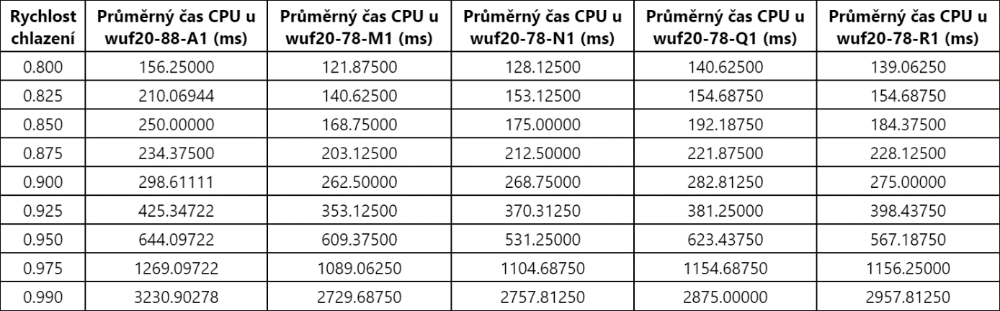 Rychlost chlazení	Průměrný čas CPU u wuf20-88-A1 (ms)	Průměrný čas CPU u wuf20-78-M1 (ms)	Průměrný čas CPU u wuf20-78-N1 (ms)	Průměrný čas CPU u wuf20-78-Q1 (ms)	Průměrný čas CPU u wuf20-78-R1 (ms)
0.800	156.25000	121.87500	128.12500	140.62500	139.06250
0.825	210.06944	140.62500	153.12500	154.68750	154.68750
0.850	250.00000	168.75000	175.00000	192.18750	184.37500
0.875	234.37500	203.12500	212.50000	221.87500	228.12500
0.900	298.61111	262.50000	268.75000	282.81250	275.00000
0.925	425.34722	353.12500	370.31250	381.25000	398.43750
0.950	644.09722	609.37500	531.25000	623.43750	567.18750
0.975	1269.09722	1089.06250	1104.68750	1154.68750	1156.25000
0.990	3230.90278	2729.68750	2757.81250	2875.00000	2957.81250